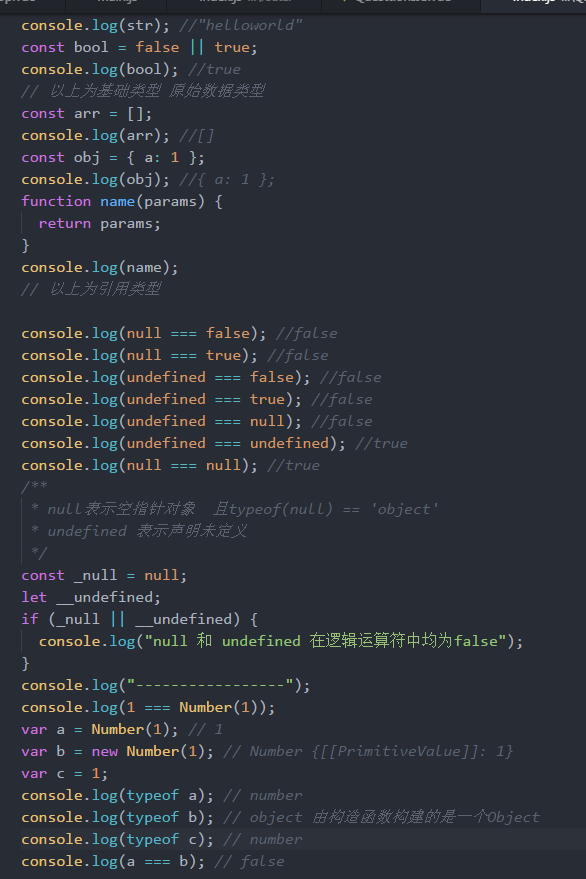 console.log(str); //"helloworld"
const bool = false || true;
console.log(bool); //true
// 以上为基础类型 原始数据类型
const arr = [];
console.log(arr); //[]
const obj = { a: 1 };
console.log(obj); //{ a: 1 };
function name(params) {
  return params;
}
console.log(name);
// 以上为引用类型

console.log(null === false); //false
console.log(null === true); //false
console.log(undefined === false); //false
console.log(undefined === true); //false
console.log(undefined === null); //false
console.log(undefined === undefined); //true
console.log(null === null); //true
/**
 * null表示空指针对象  且typeof(null) == 'object'
 * undefined 表示声明未定义
 */
const _null = null;
let __undefined;
if (_null || __undefined) {
  console.log("null 和 undefined 在逻辑运算符中均为false");
}
console.log("-----------------");
console.log(1 === Number(1));
var a = Number(1); // 1
var b = new Number(1); // Number {[[PrimitiveValue]]: 1}
var c = 1;
console.log(typeof a); // number
console.log(typeof b); // object 由构造函数构建的是一个Object
console.log(typeof c); // number
console.log(a === b); // false